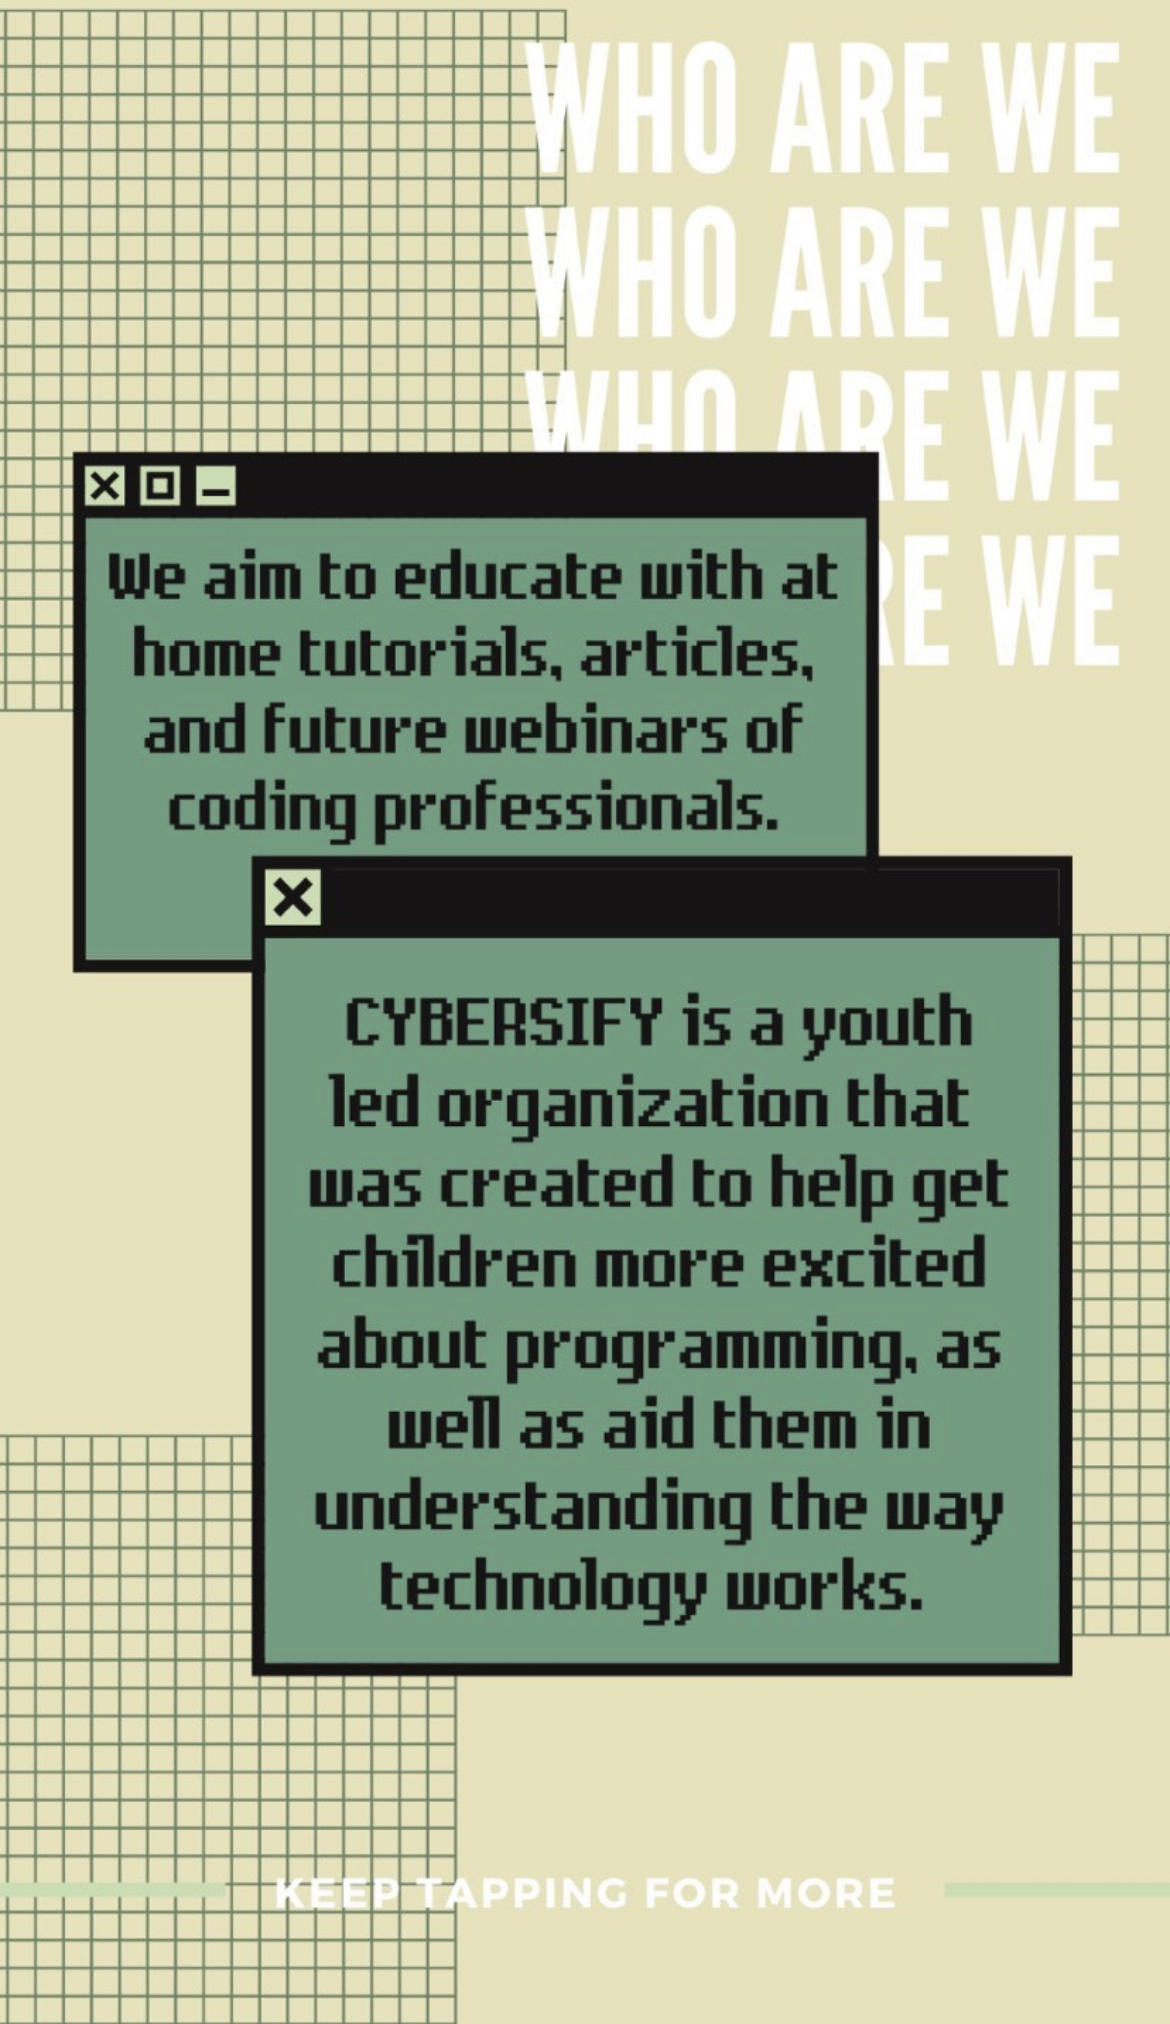 WHO ARE WE
WHO ARE WE
WHO ARE WE
RE WE
We aim to educate with at
home tutorials, articles,
and future webinars of
coding professionals.
CYBERSIFY is a youth
led organization that
was created to help get
children more excited
about programming, as
well as aid them in
understanding the way
technology works.
KEEP TAPPING FOR MORE